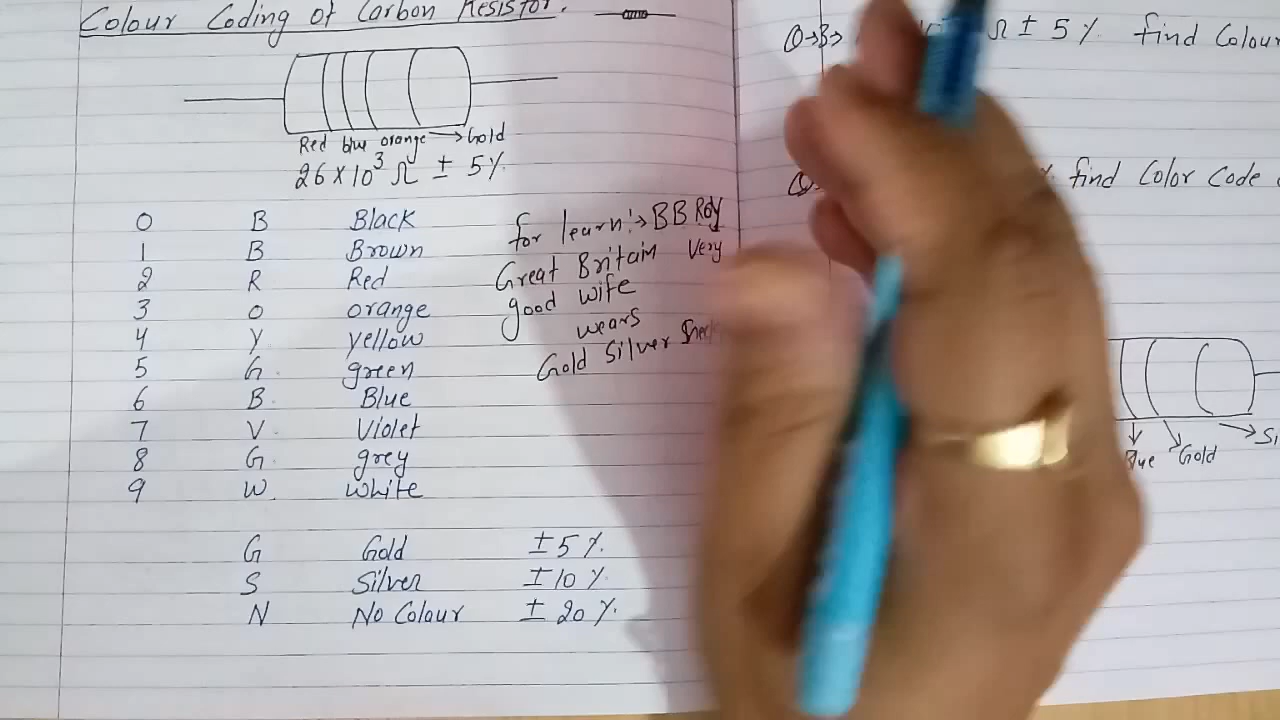 Colour Coding of Carbon Resistor.
Red blue orange → Gold
26 × 10³ Ω ± 5 %.
0 B Black
1 B Brown
2 R Red
3 O orange
4 Y yellow
5 G. green
6 B. Blue
7 V. Violet
8 G. grey
9 W. White
for learn:→ BB Roy
Great Britain very
good wife
wears
Gold Silver
G Gold ± 5 %.
S Silver ± 10 %.
N No Colour ± 20 %.
Q→3→ Ω ± 5 %. find Colour
%. find Color Code
Gold